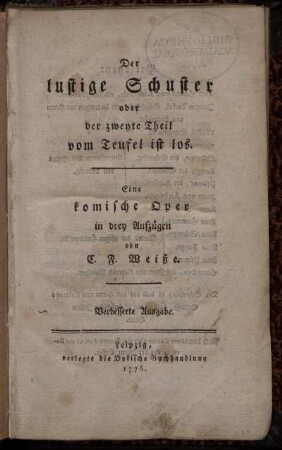 Der
lustige Schuster
oder
der zweyte Theil
vom Teufel ist los.
Eine
komische Oper
in drey Aufzügen
von
C. F. Weiße.
Verbesserte Ausgabe.
Leipzig,
verlegts die Dykische Buchhandlung
1776.